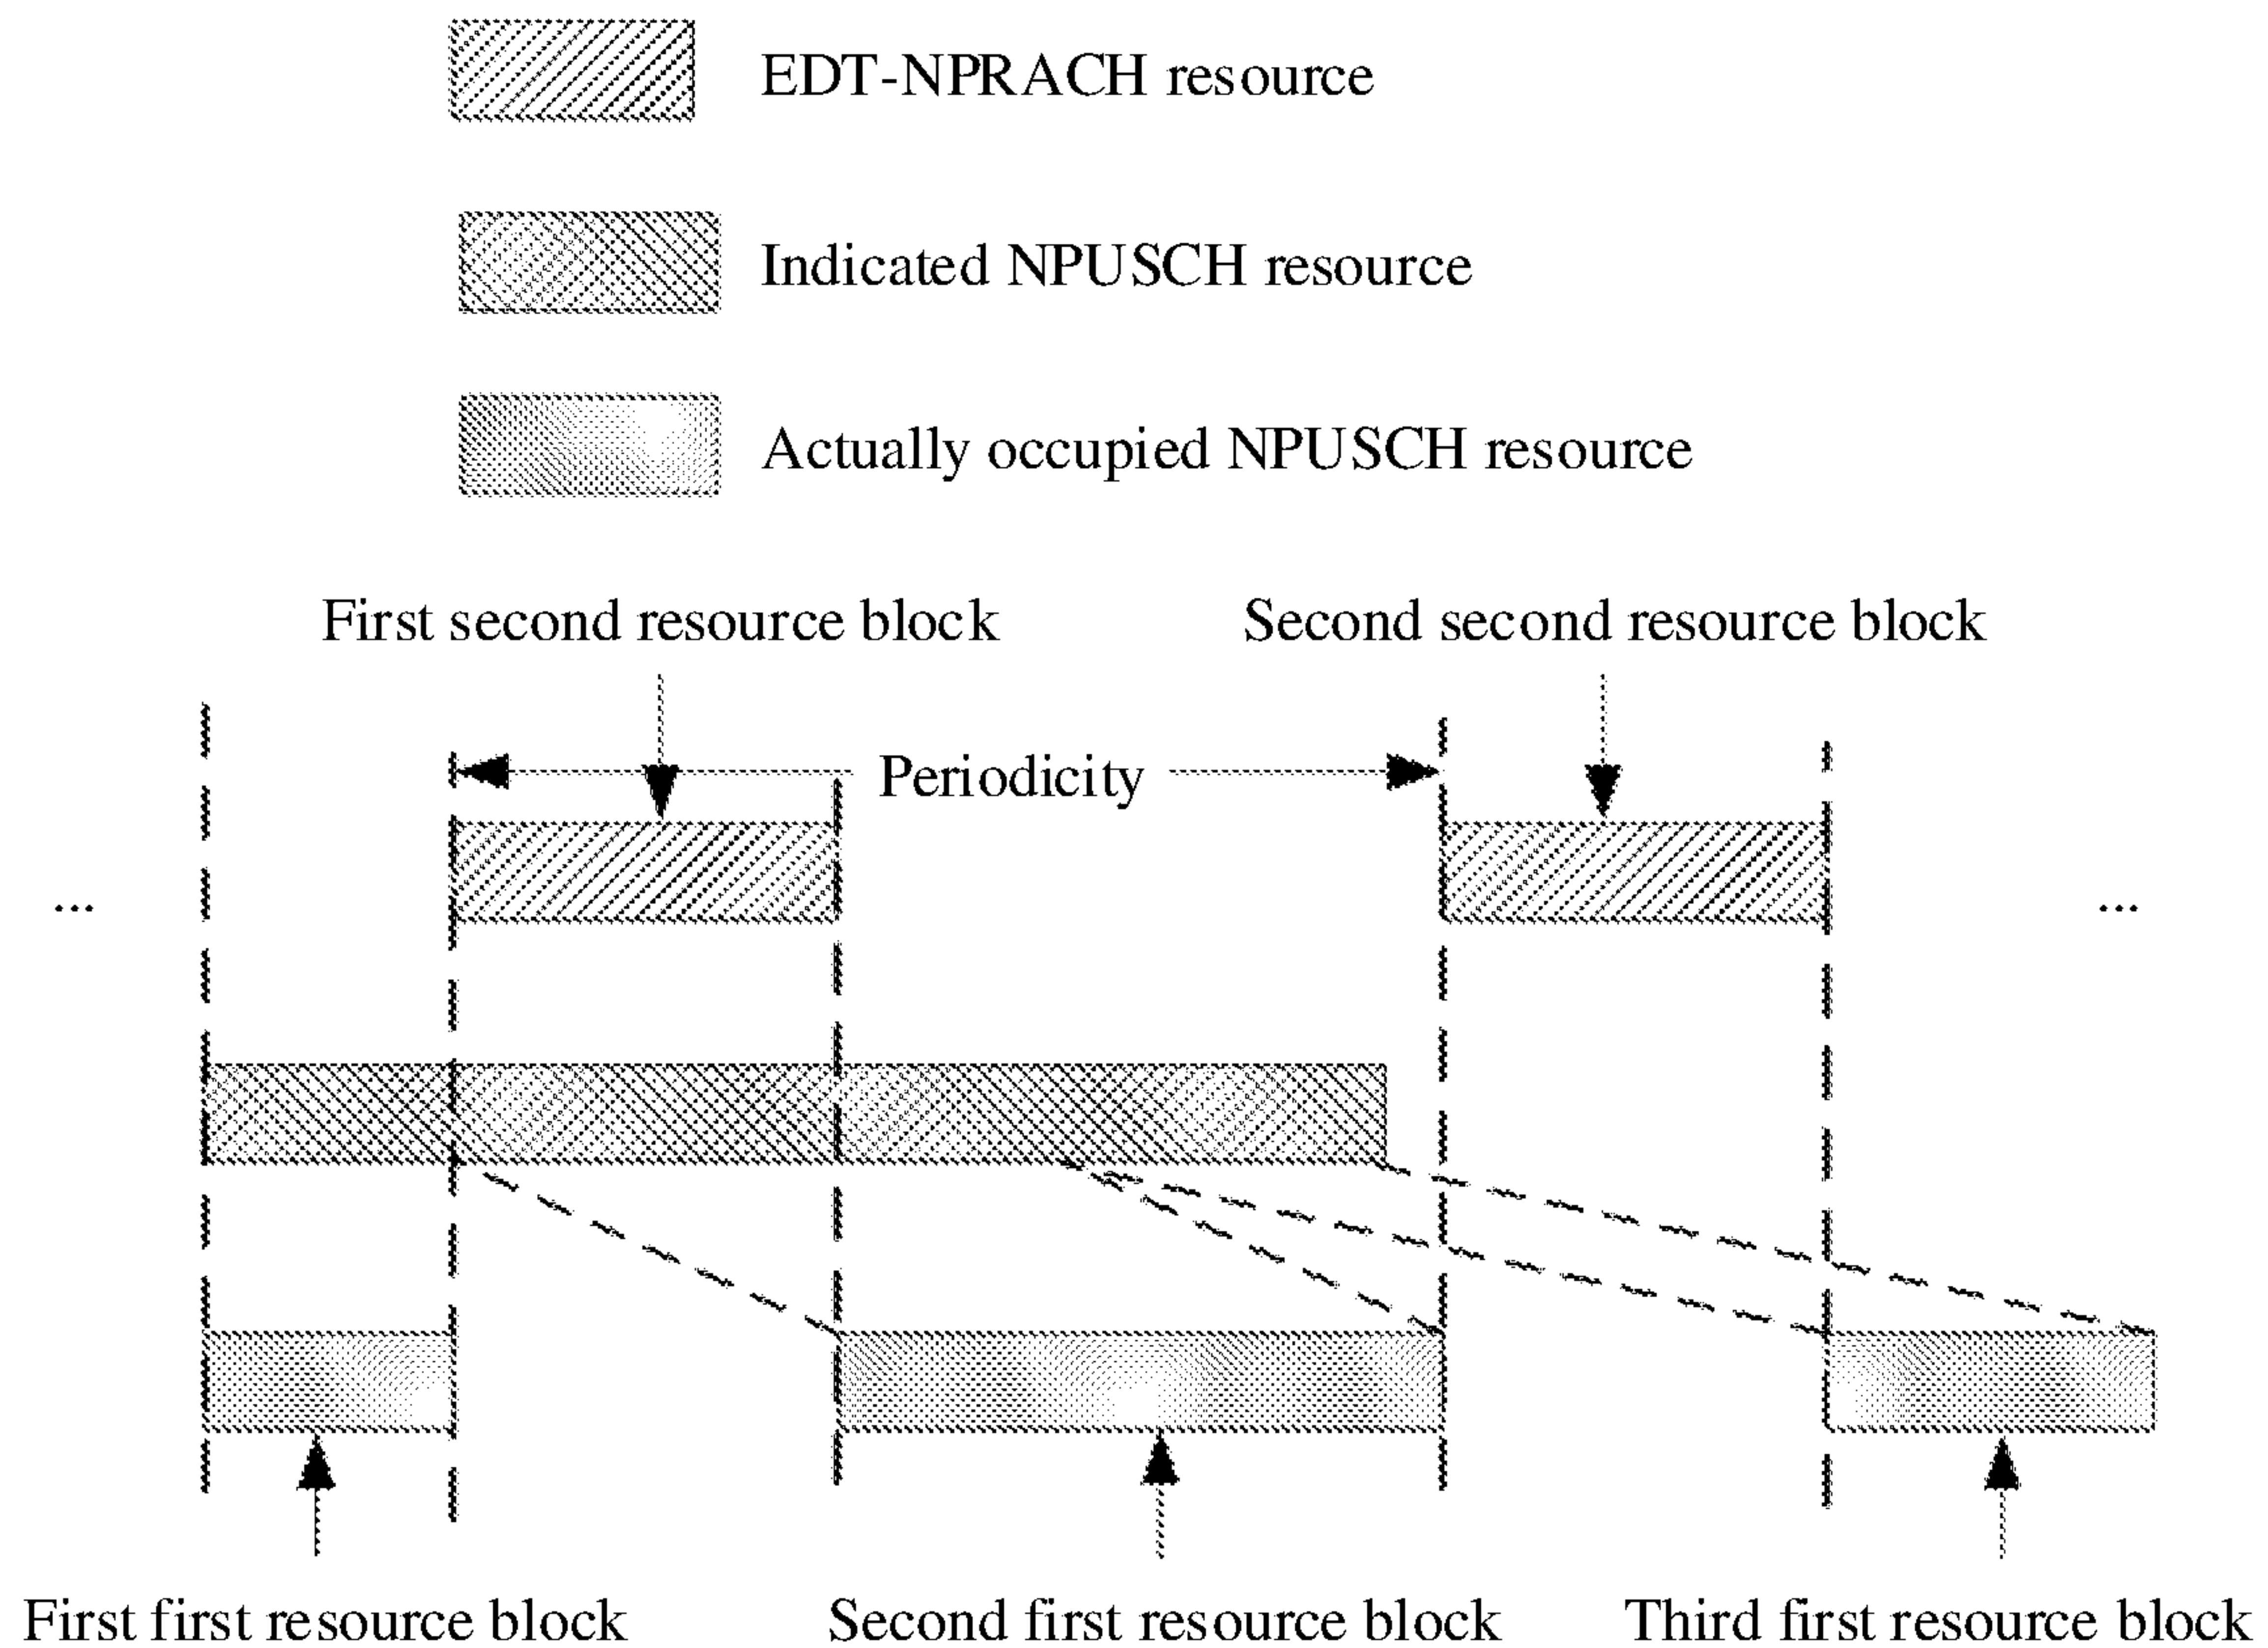 EDT-NPRACH resource
Indicated NPUSCH resource
Actually occupied NPUSCH resource
First second resource block
Second second resource block
Periodicity
...
...
First first resource block
Second first resource block
Third first resource block